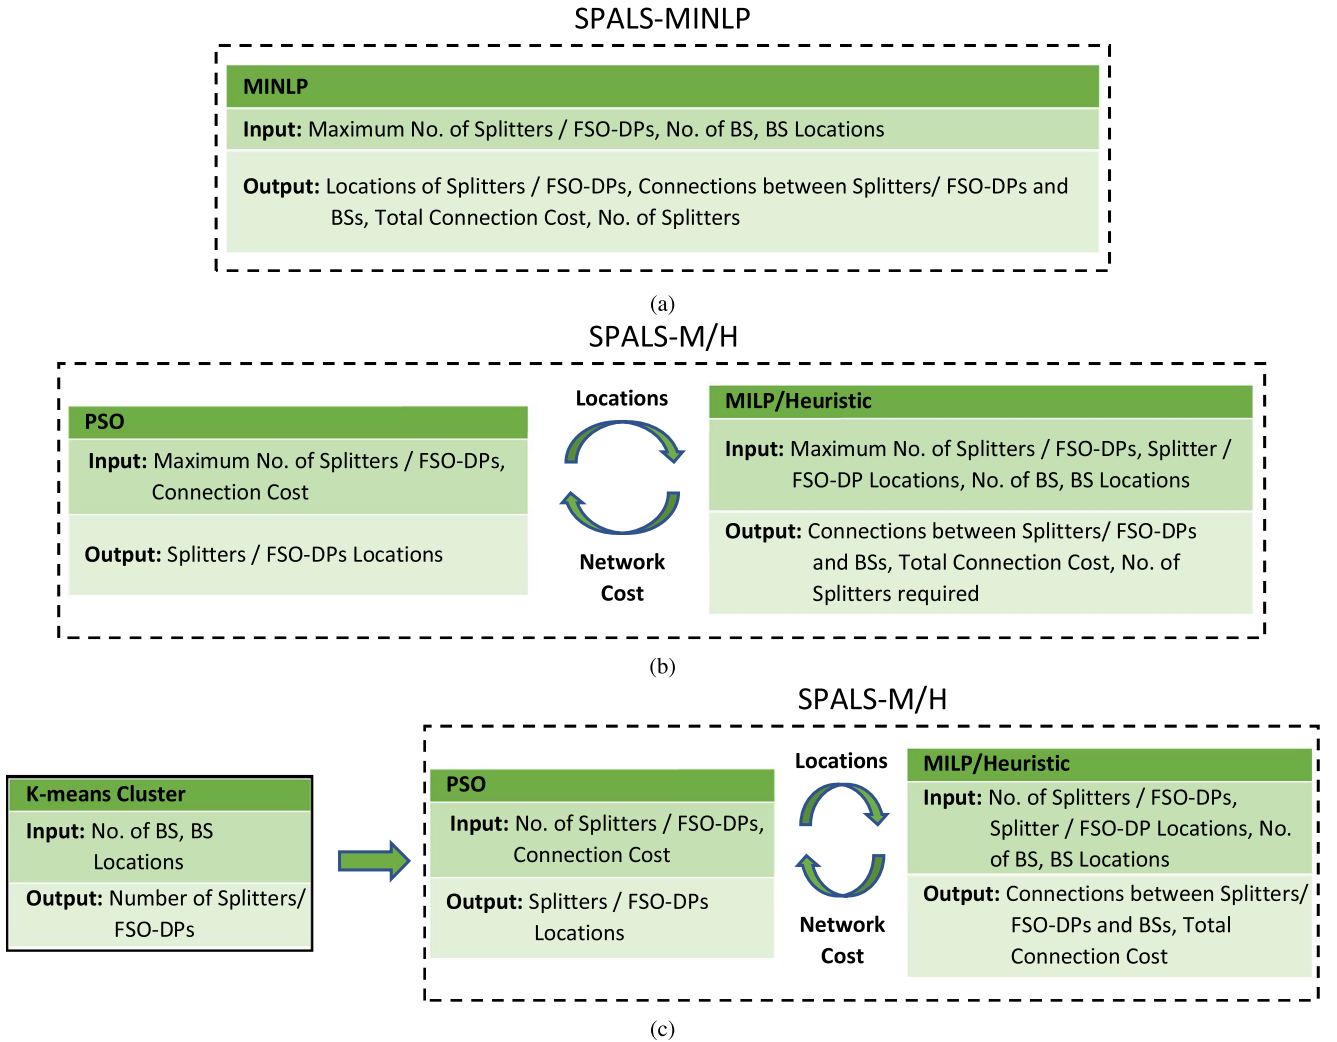 SPALS-MINLP
MINLP
Input: Maximum No. of Splitters / FSO-DPs, No. of BS, BS Locations
Output: Locations of Splitters / FSO-DPs, Connections between Splitters/ FSO-DPs and
BSs, Total Connection Cost, No. of Splitters
(a)
SPALS-M/H
PSO
Input: Maximum No. of Splitters / FSO-DPs,
Connection Cost
Output: Splitters / FSO-DPs Locations
Locations
Network
Cost
MILP/Heuristic
Input: Maximum No. of Splitters / FSO-DPs, Splitter /
FSO-DP Locations, No. of BS, BS Locations
Output: Connections between Splitters/ FSO-DPs
and BSs, Total Connection Cost, No. of
Splitters required
(b)
SPALS-M/H
K-means Cluster
Input: No. of BS, BS
Locations
Output: Number of Splitters/
FSO-DPs
PSO
Input: No. of Splitters / FSO-DPs,
Connection Cost
Output: Splitters / FSO-DPs
Locations
Locations
Network
Cost
MILP/Heuristic
Input: No. of Splitters / FSO-DPs,
Splitter / FSO-DP Locations, No.
of BS, BS Locations
Output: Connections between Splitters/
FSO-DPs and BSs, Total
Connection Cost
(c)